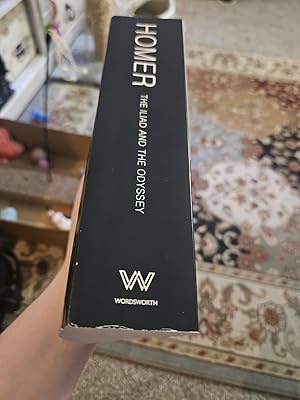 HOMER
THE ILIAD AND THE ODYSSEY
W
WORDSWORTH